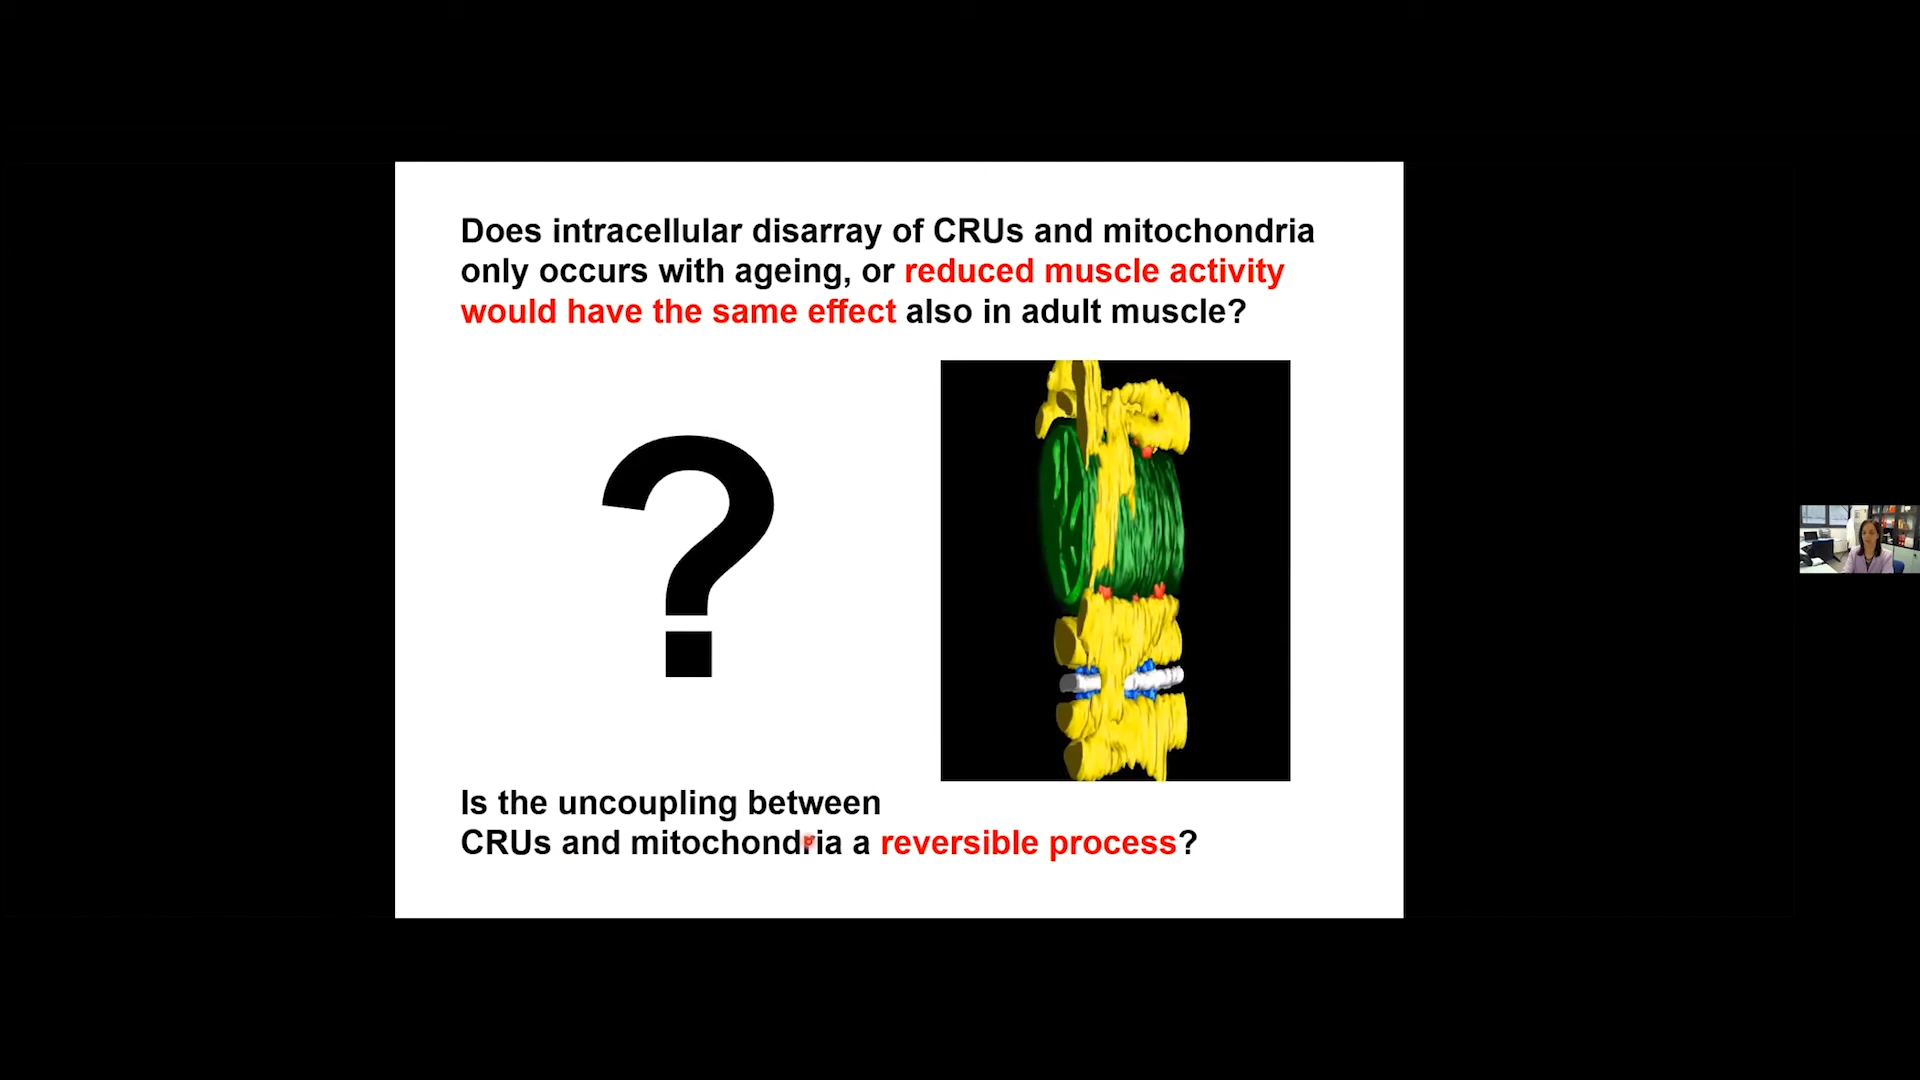 Does intracellular disarray of CRUs and mitochondria
only occurs with ageing, or reduced muscle activity
would have the same effect also in adult muscle?
?
Is the uncoupling between
CRUs and mitochondria a reversible process?